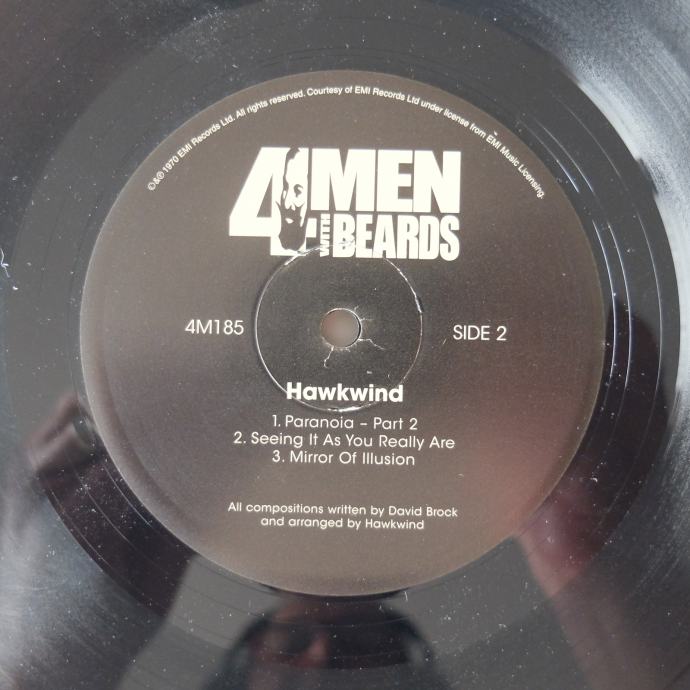 ©&℗ 1970 EMI Records Ltd. All rights reserved. Courtesy of EMI Records Ltd under license from EMI Music Licensing.
4 MEN
WITH BEARDS
4M185
SIDE 2
Hawkwind
1. Paranoia – Part 2
2. Seeing It As You Really Are
3. Mirror Of Illusion
All compositions written by David Brock
and arranged by Hawkwind